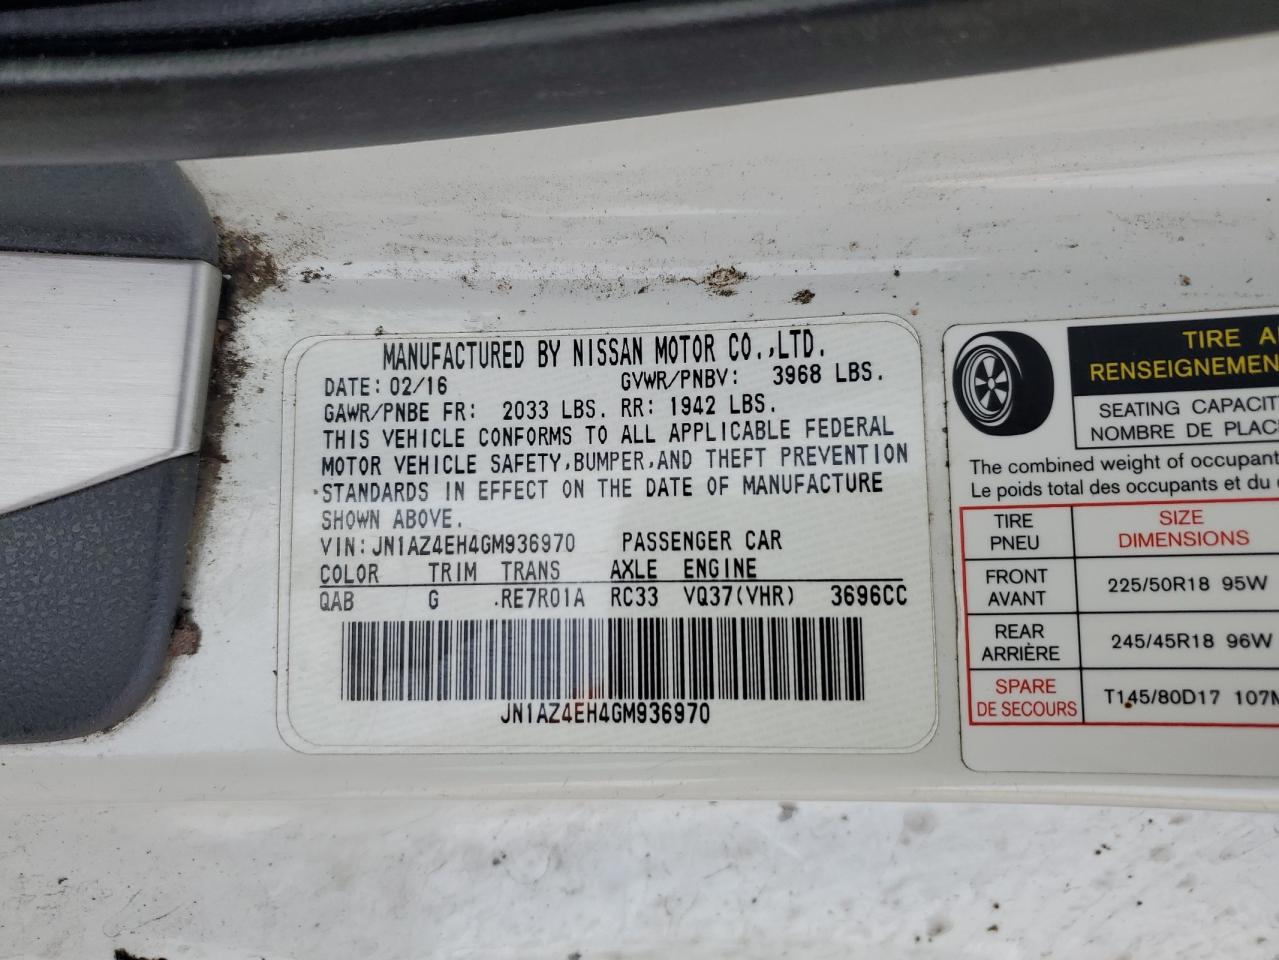 MANUFACTURED BY NISSAN MOTOR CO.,LTD.
DATE: 02/16 GVWR/PNBV: 3968 LBS.
GAWR/PNBE FR: 2033 LBS. RR: 1942 LBS.
THIS VEHICLE CONFORMS TO ALL APPLICABLE FEDERAL
MOTOR VEHICLE SAFETY,BUMPER,AND THEFT PREVENTION
STANDARDS IN EFFECT ON THE DATE OF MANUFACTURE
SHOWN ABOVE.
VIN: JN1AZ4EH4GM936970 PASSENGER CAR
COLOR TRIM TRANS AXLE ENGINE
QAB G RE7R01A RC33 VQ37(VHR) 3696CC
JN1AZ4EH4GM936970
TIRE
RENSEIGNEMEN
SEATING CAPACIT
NOMBRE DE PLAC
The combined weight of occupant
Le poids total des occupants et du
TIRE SIZE
PNEU DIMENSIONS
FRONT
AVANT 225/50R18 95W
REAR
ARRIÈRE 245/45R18 96W
SPARE
DE SECOURS T145/80D17 107M